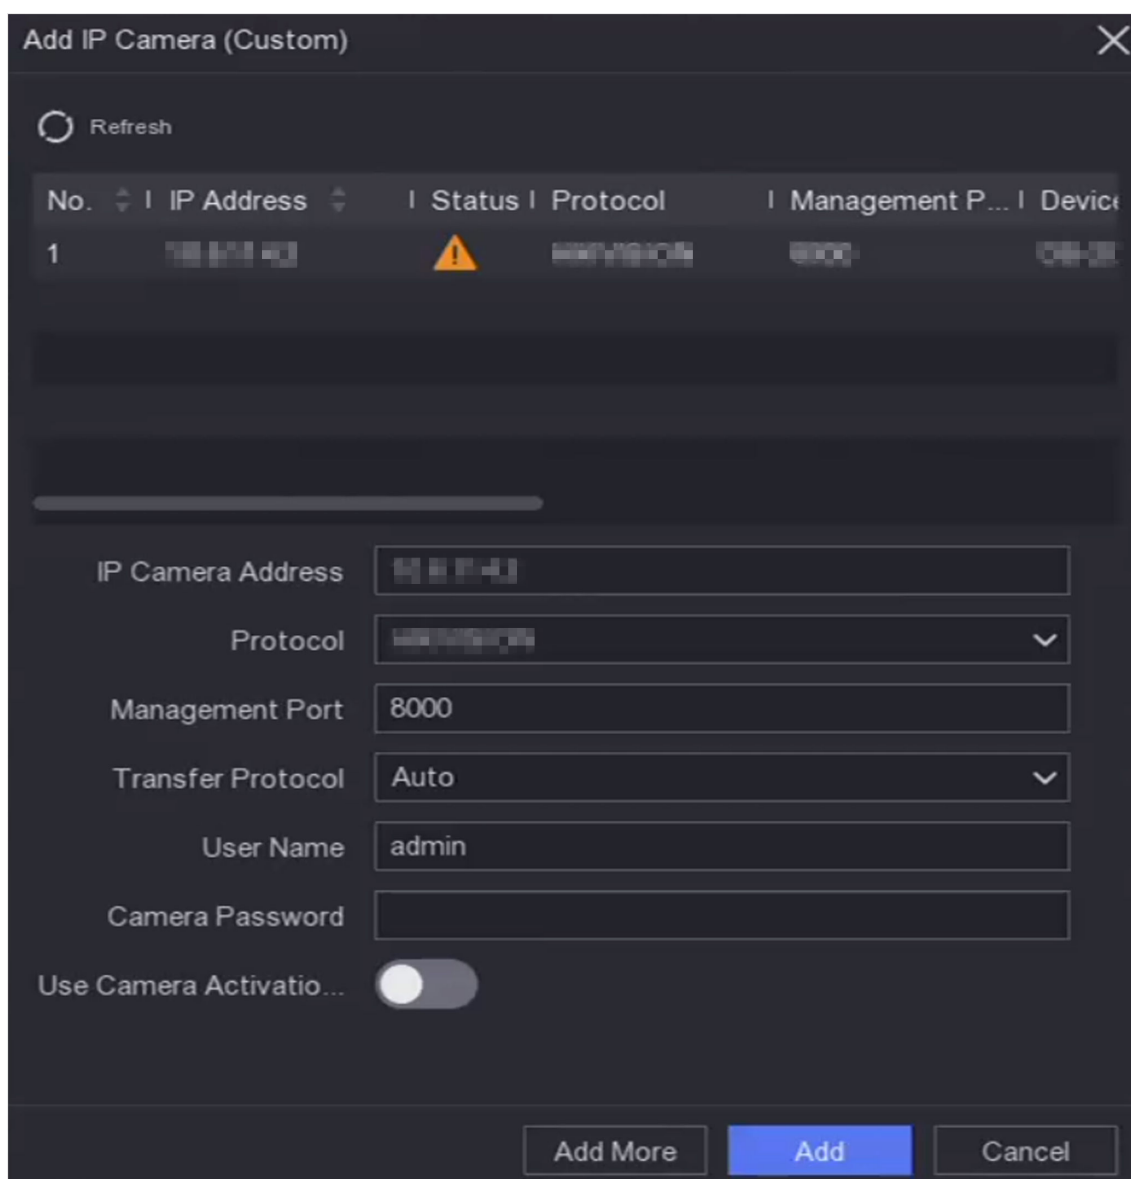 Add IP Camera (Custom)
Refresh
No. IP Address Status Protocol Management P... Device
1
IP Camera Address
Protocol
Management Port 8000
Transfer Protocol Auto
User Name admin
Camera Password
Use Camera Activatio...
Add More Add Cancel